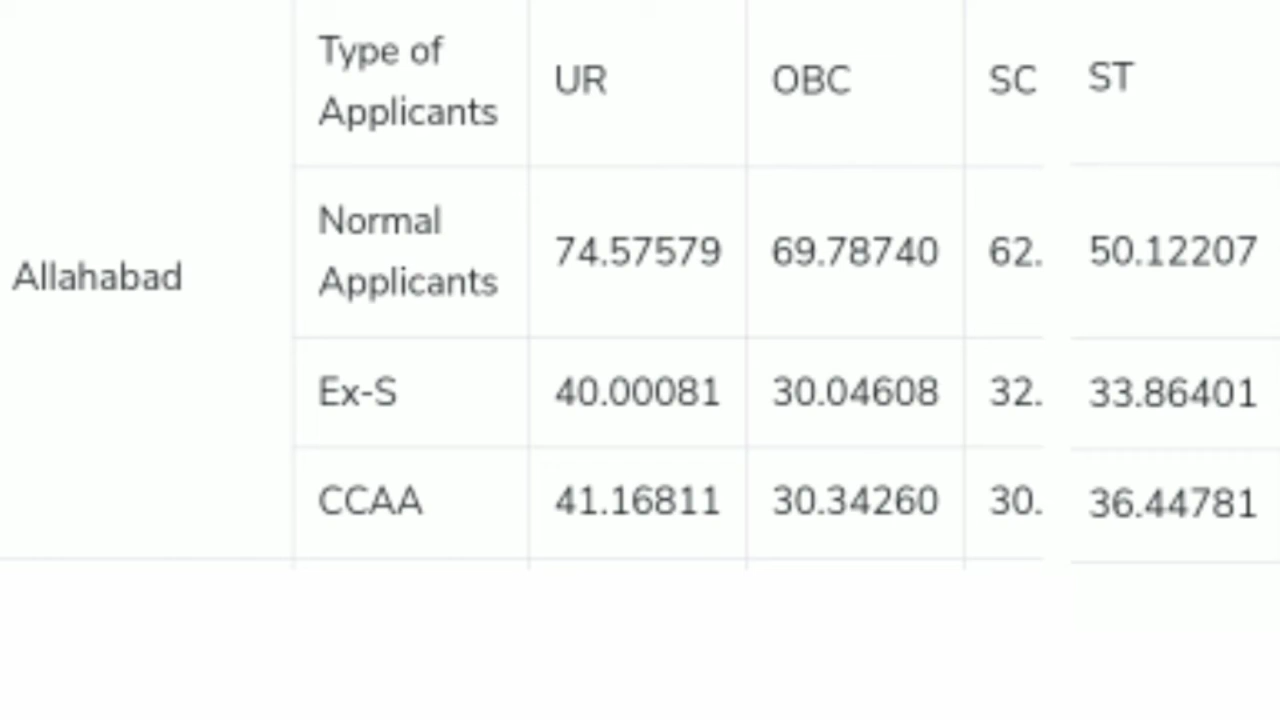 Type of Applicants UR OBC SC ST
Allahabad
Normal Applicants 74.57579 69.78740 62. 50.12207
Ex-S 40.00081 30.04608 32. 33.86401
CCAA 41.16811 30.34260 30. 36.44781